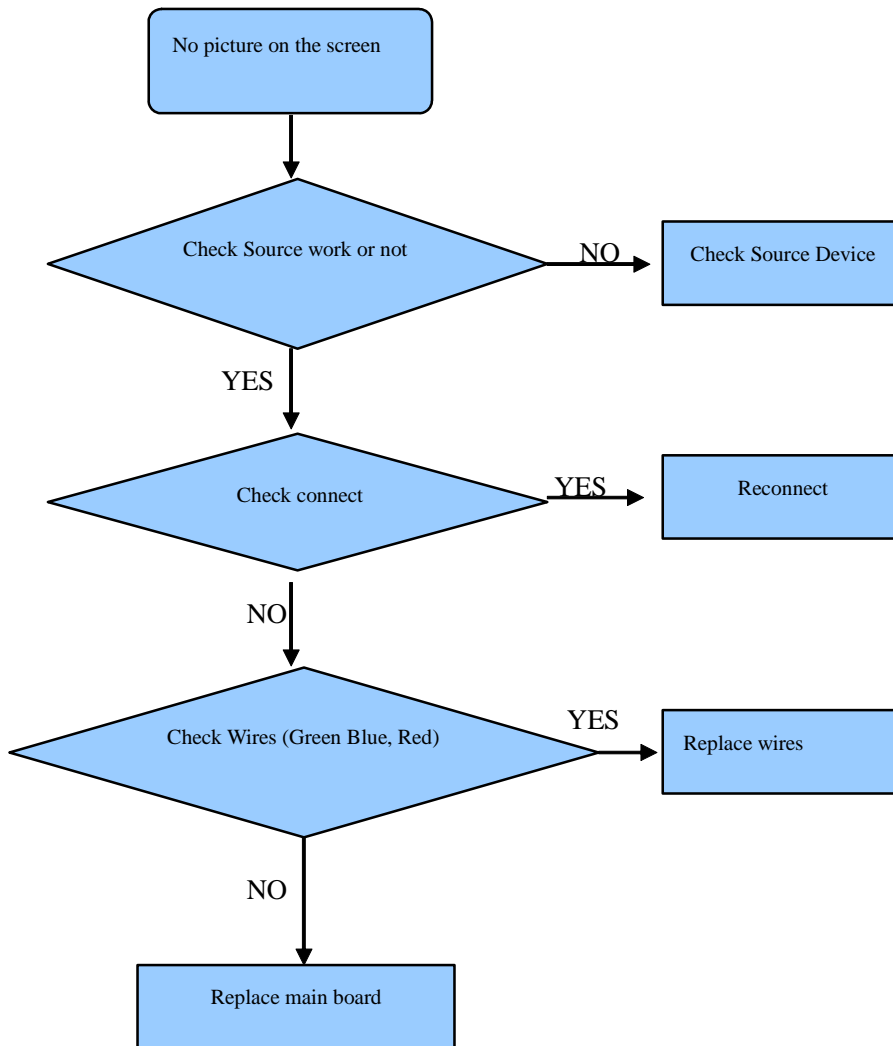 No picture on the screen
Check Source work or not
NO
Check Source Device
YES
Check connect
YES
Reconnect
NO
Check Wires (Green Blue, Red)
YES
Replace wires
NO
Replace main board